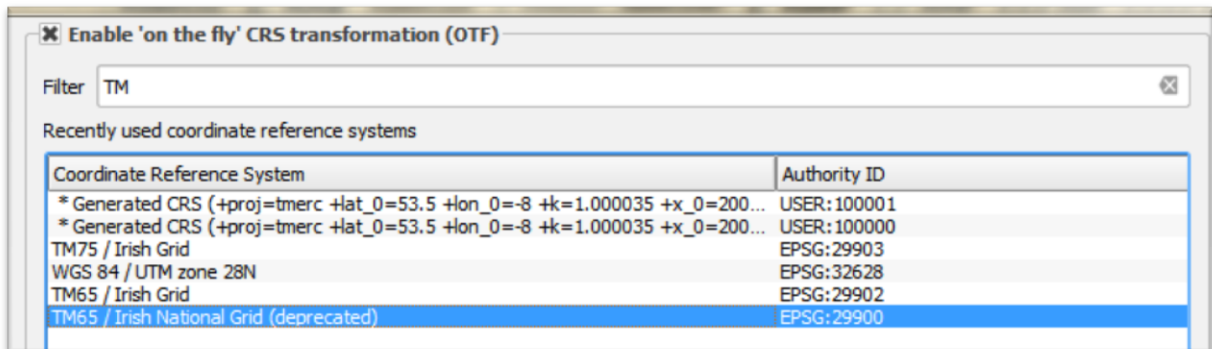 Enable 'on the fly' CRS transformation (OTF)
Filter TM
Recently used coordinate reference systems
Coordinate Reference System Authority ID
* Generated CRS (+proj=tmerc +lat_0=53.5 +lon_0=-8 +k=1.000035 +x_0=200... USER:100001
* Generated CRS (+proj=tmerc +lat_0=53.5 +lon_0=-8 +k=1.000035 +x_0=200... USER:100000
TM75 / Irish Grid EPSG:29903
WGS 84 / UTM zone 28N EPSG:32628
TM65 / Irish Grid EPSG:29902
TM65 / Irish National Grid (deprecated) EPSG:29900